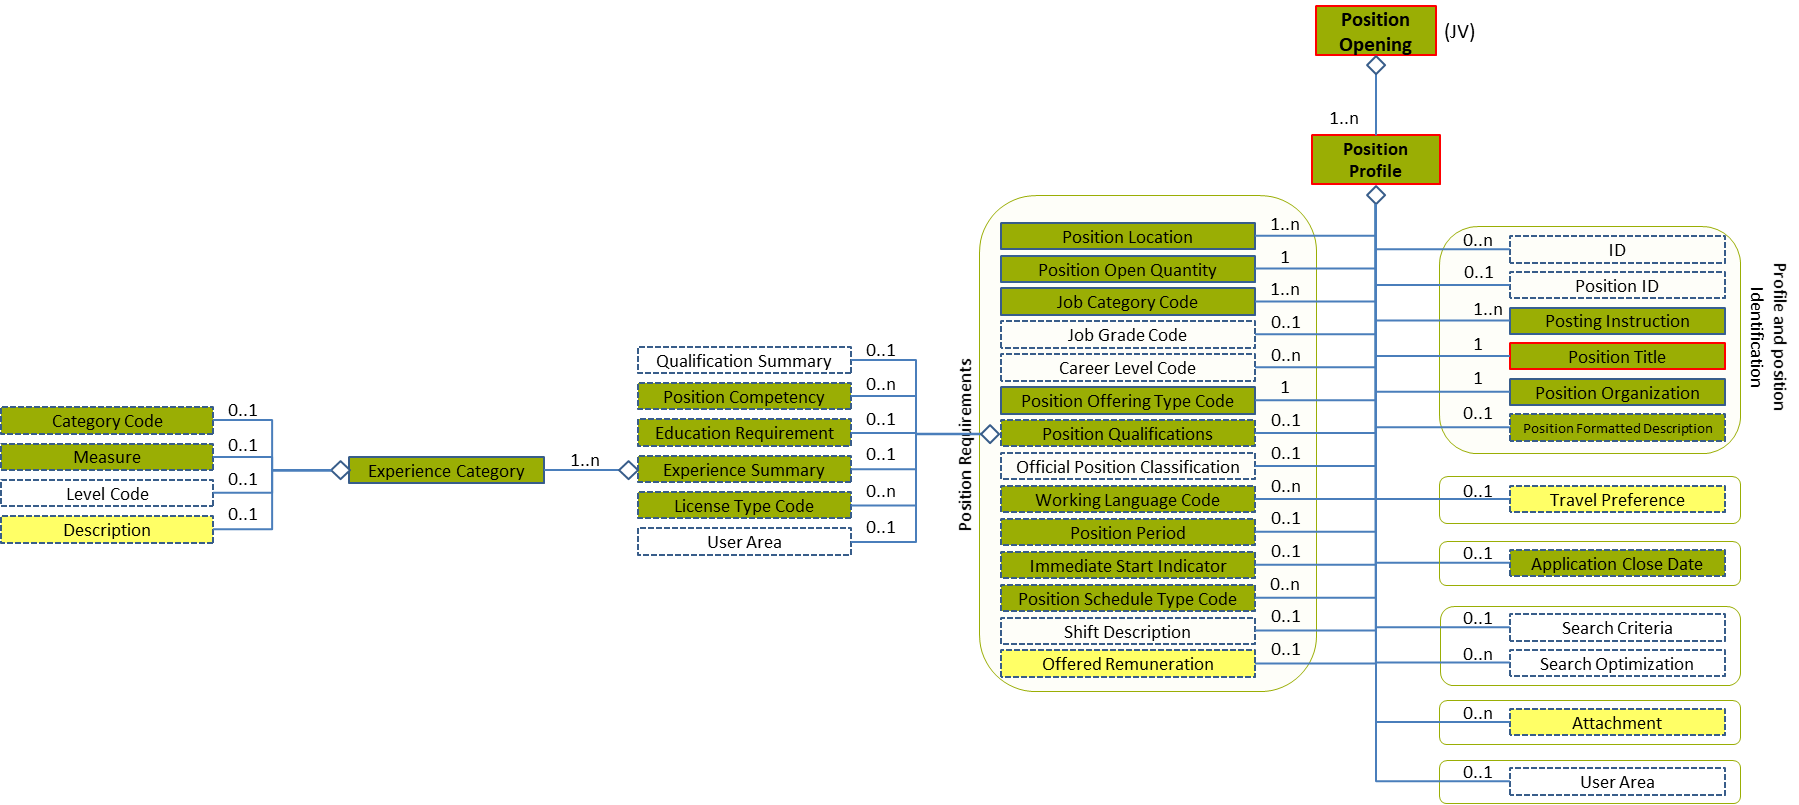 Position
Opening
(JV)
1..n
Position
Profile
Position Requirements
Position Location
1..n
Position Open Quantity
1
Job Category Code
1..n
Job Grade Code
0..1
Career Level Code
0..n
Position Offering Type Code
1
Position Qualifications
0..1
Official Position Classification
0..1
Working Language Code
0..n
Position Period
0..1
Immediate Start Indicator
0..1
Position Schedule Type Code
0..n
Shift Description
0..1
Offered Remuneration
0..1
Qualification Summary
0..1
Position Competency
0..n
Education Requirement
0..1
Experience Summary
0..1
License Type Code
0..n
User Area
0..1
Experience Category
1..n
Category Code
0..1
Measure
0..1
Level Code
0..1
Description
0..1
Profile and position
Identification
0..n
ID
0..1
Position ID
1..n
Posting Instruction
1
Position Title
1
Position Organization
0..1
Position Formatted Description
0..1
Travel Preference
0..1
Application Close Date
0..1
Search Criteria
0..n
Search Optimization
0..n
Attachment
0..1
User Area